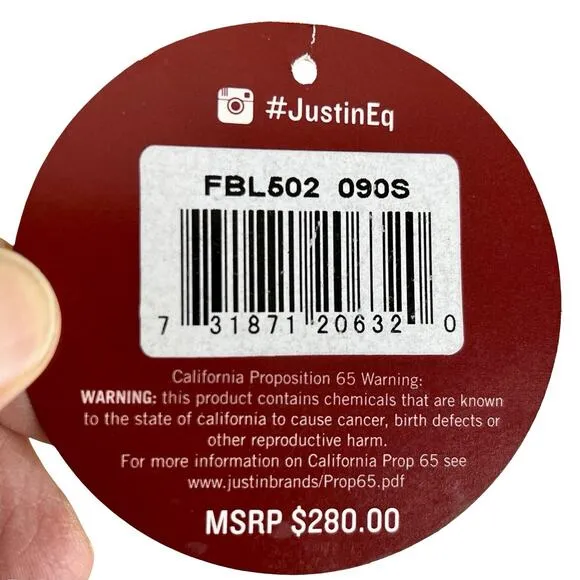 #JustinEq
FBL502 090S
7 31871 20632 0
California Proposition 65 Warning:
WARNING: this product contains chemicals that are known
to the state of california to cause cancer, birth defects or
other reproductive harm.
For more information on California Prop 65 see
www.justinbrands/Prop65.pdf
MSRP $280.00